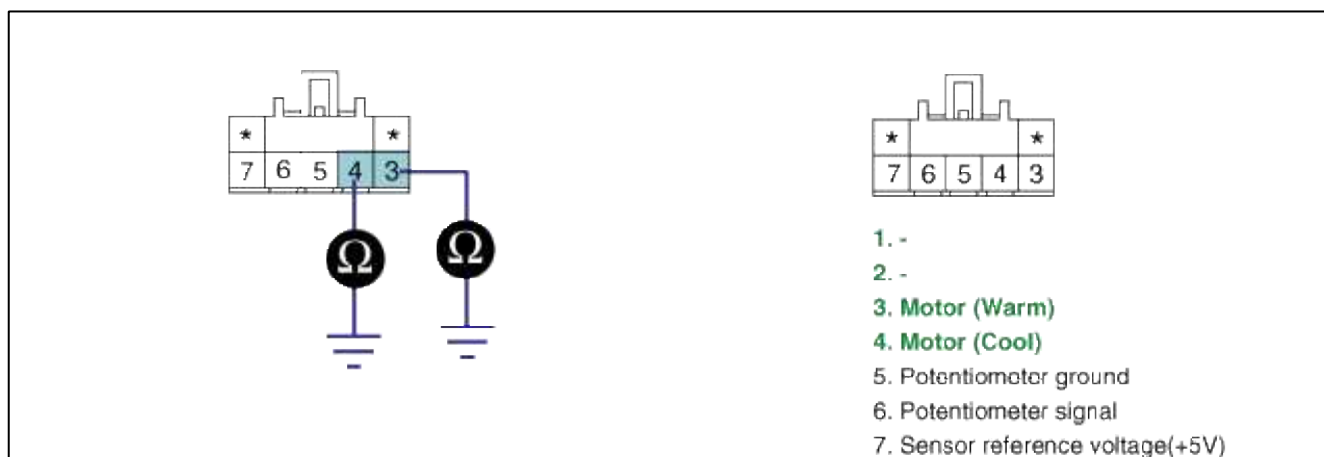 * *
7 6 5 4 3
Ω Ω
* *
7 6 5 4 3
1. -
2. -
3. Motor (Warm)
4. Motor (Cool)
5. Potentiometer ground
6. Potentiometer signal
7. Sensor reference voltage(+5V)